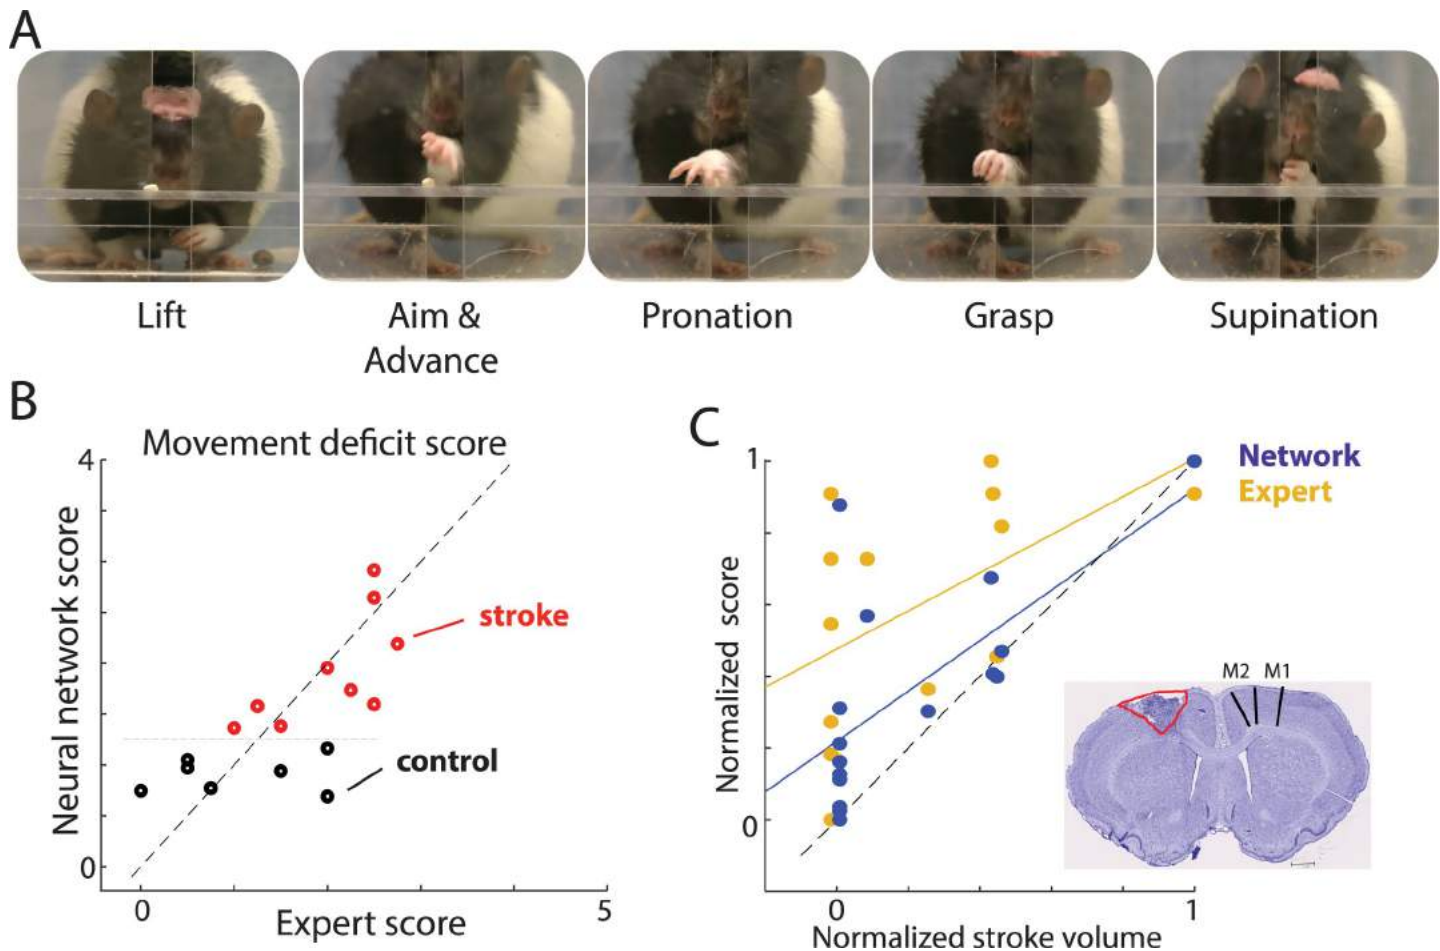 A
Lift
Aim &
Advance
Pronation
Grasp
Supination
B
Movement deficit score
4
Neural network score
stroke
control
0
0
5
Expert score
C
1
Network
Expert
Normalized score
M2 M1
0
0
1
Normalized stroke volume